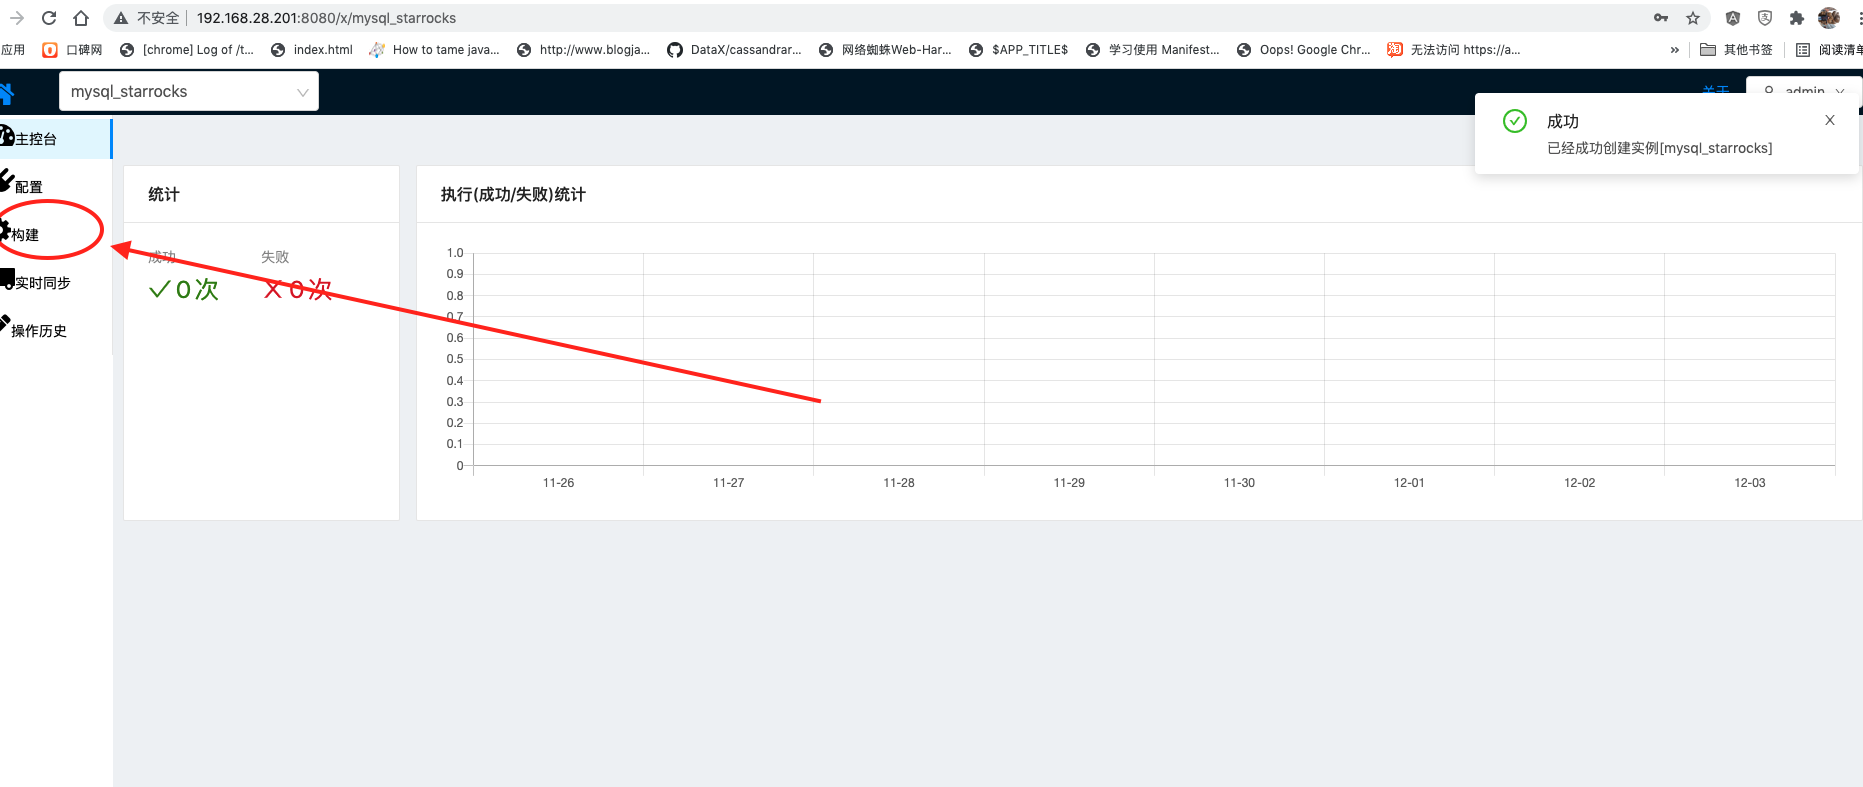 不安全 192.168.28.201:8080/x/mysql_starrocks
应用 口碑网 [chrome] Log of /t... index.html How to tame java... http://www.blogja... DataX/cassandrar... 网络蜘蛛Web-Har... $APP_TITLE$ 学习使用 Manifest... Oops! Google Chr... 无法访问 https://a... » 其他书签 阅读清单
mysql_starrocks 关于 admin
成功
已经成功创建实例[mysql_starrocks]
主控台
配置
构建
实时同步
操作历史
统计
成功 失败
0次 0次
执行(成功/失败)统计
1.0
0.9
0.8
0.7
0.6
0.5
0.4
0.3
0.2
0.1
0
11-26 11-27 11-28 11-29 11-30 12-01 12-02 12-03